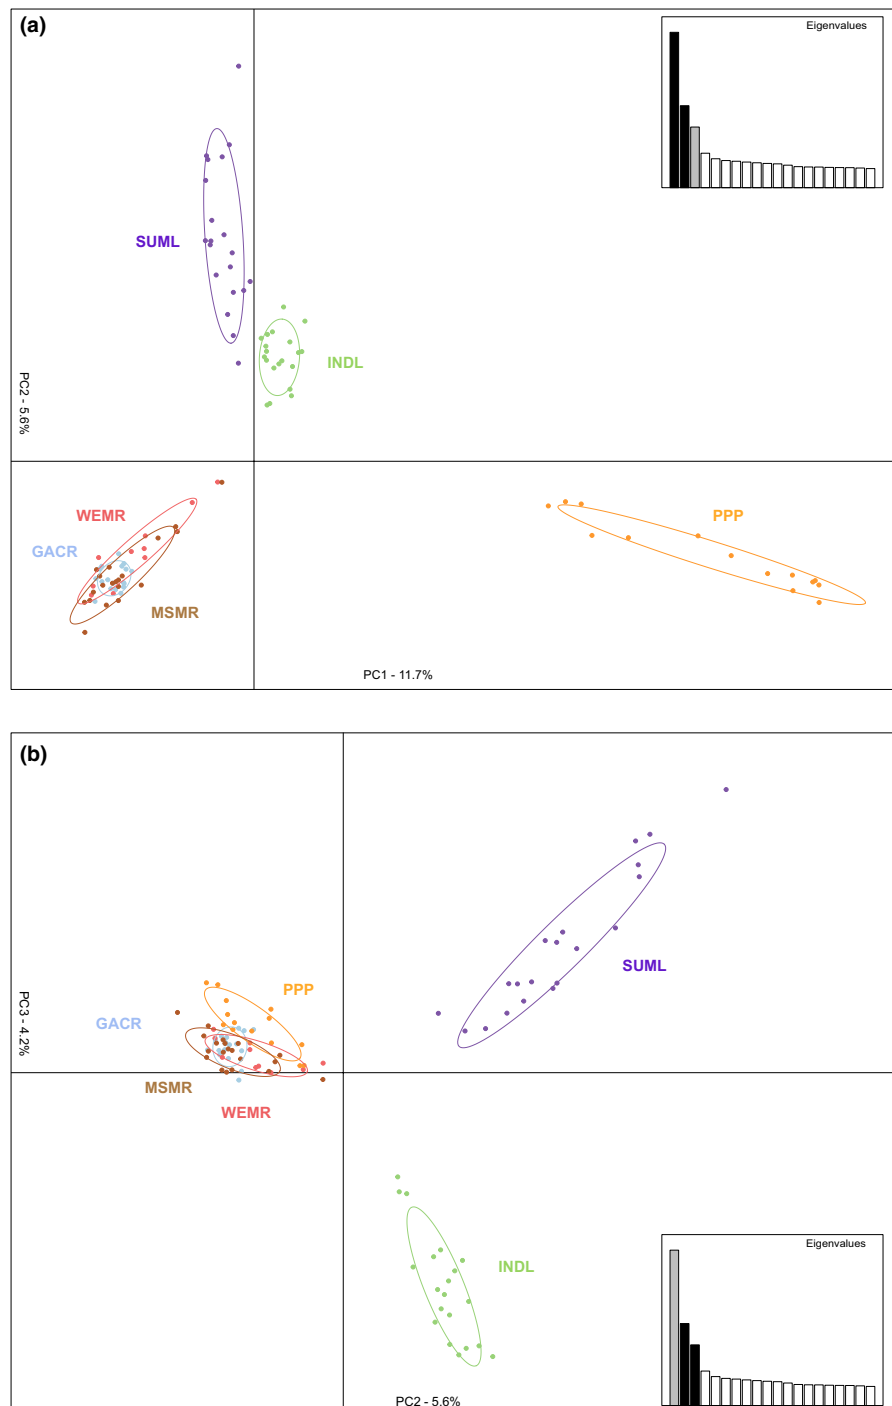 (a)
Eigenvalues
SUML
INDL
PC2 - 5.6%
WEMR
PPP
GACR
MSMR
PC1 - 11.7%
(b)
Eigenvalues
SUML
PPP
GACR
PC3 - 4.2%
MSMR
WEMR
INDL
PC2 - 5.6%